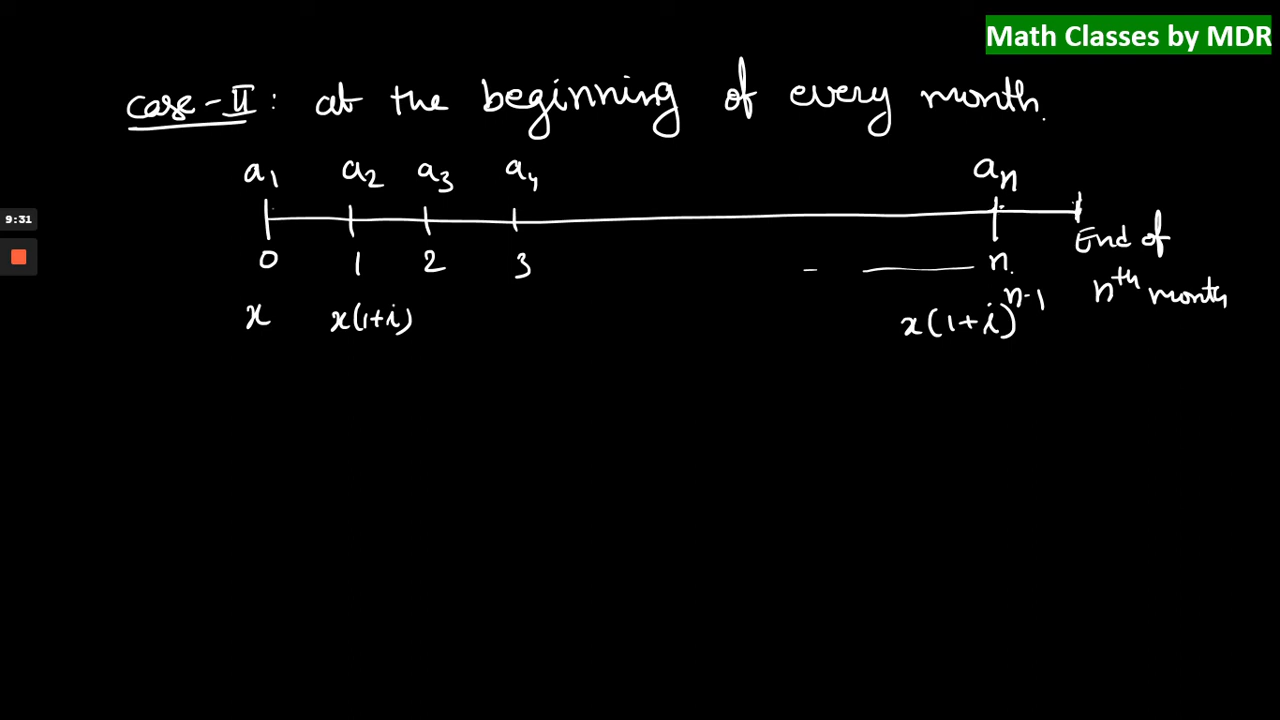 Math Classes by MDR
case-II: at the beginning of every month.
a1 a2 a3 a4 an
9:31
0 1 2 3 - — n.
End of
nth month
x x(1+i) x(1+i)^n-1